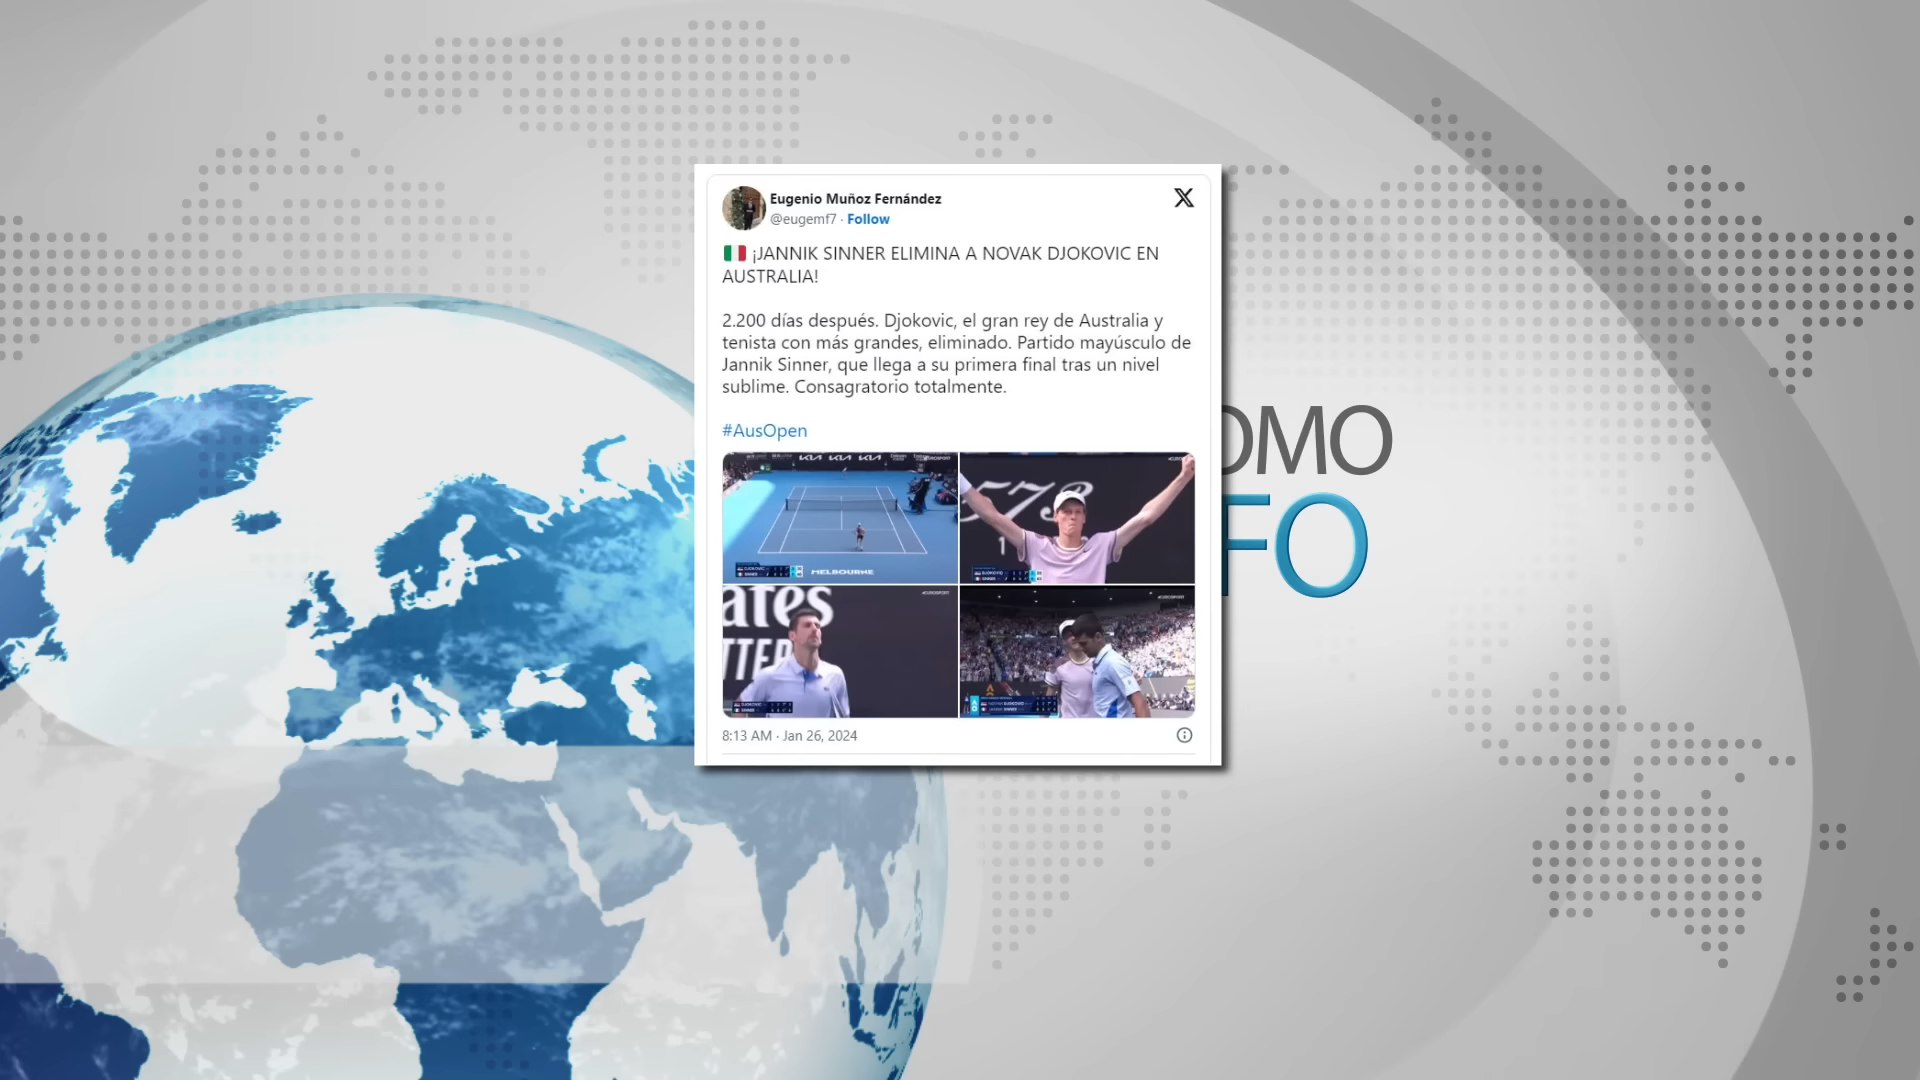 Eugenio Muñoz Fernández
@eugemf7 · Follow
¡JANNIK SINNER ELIMINA A NOVAK DJOKOVIC EN
AUSTRALIA!
2.200 días después. Djokovic, el gran rey de Australia y
tenista con más grandes, eliminado. Partido mayúsculo de
Jannik Sinner, que llega a su primera final tras un nivel
sublime. Consagratorio totalmente.
#AusOpen
MELBOURNE
8:13 AM · Jan 26, 2024
OMO
FO